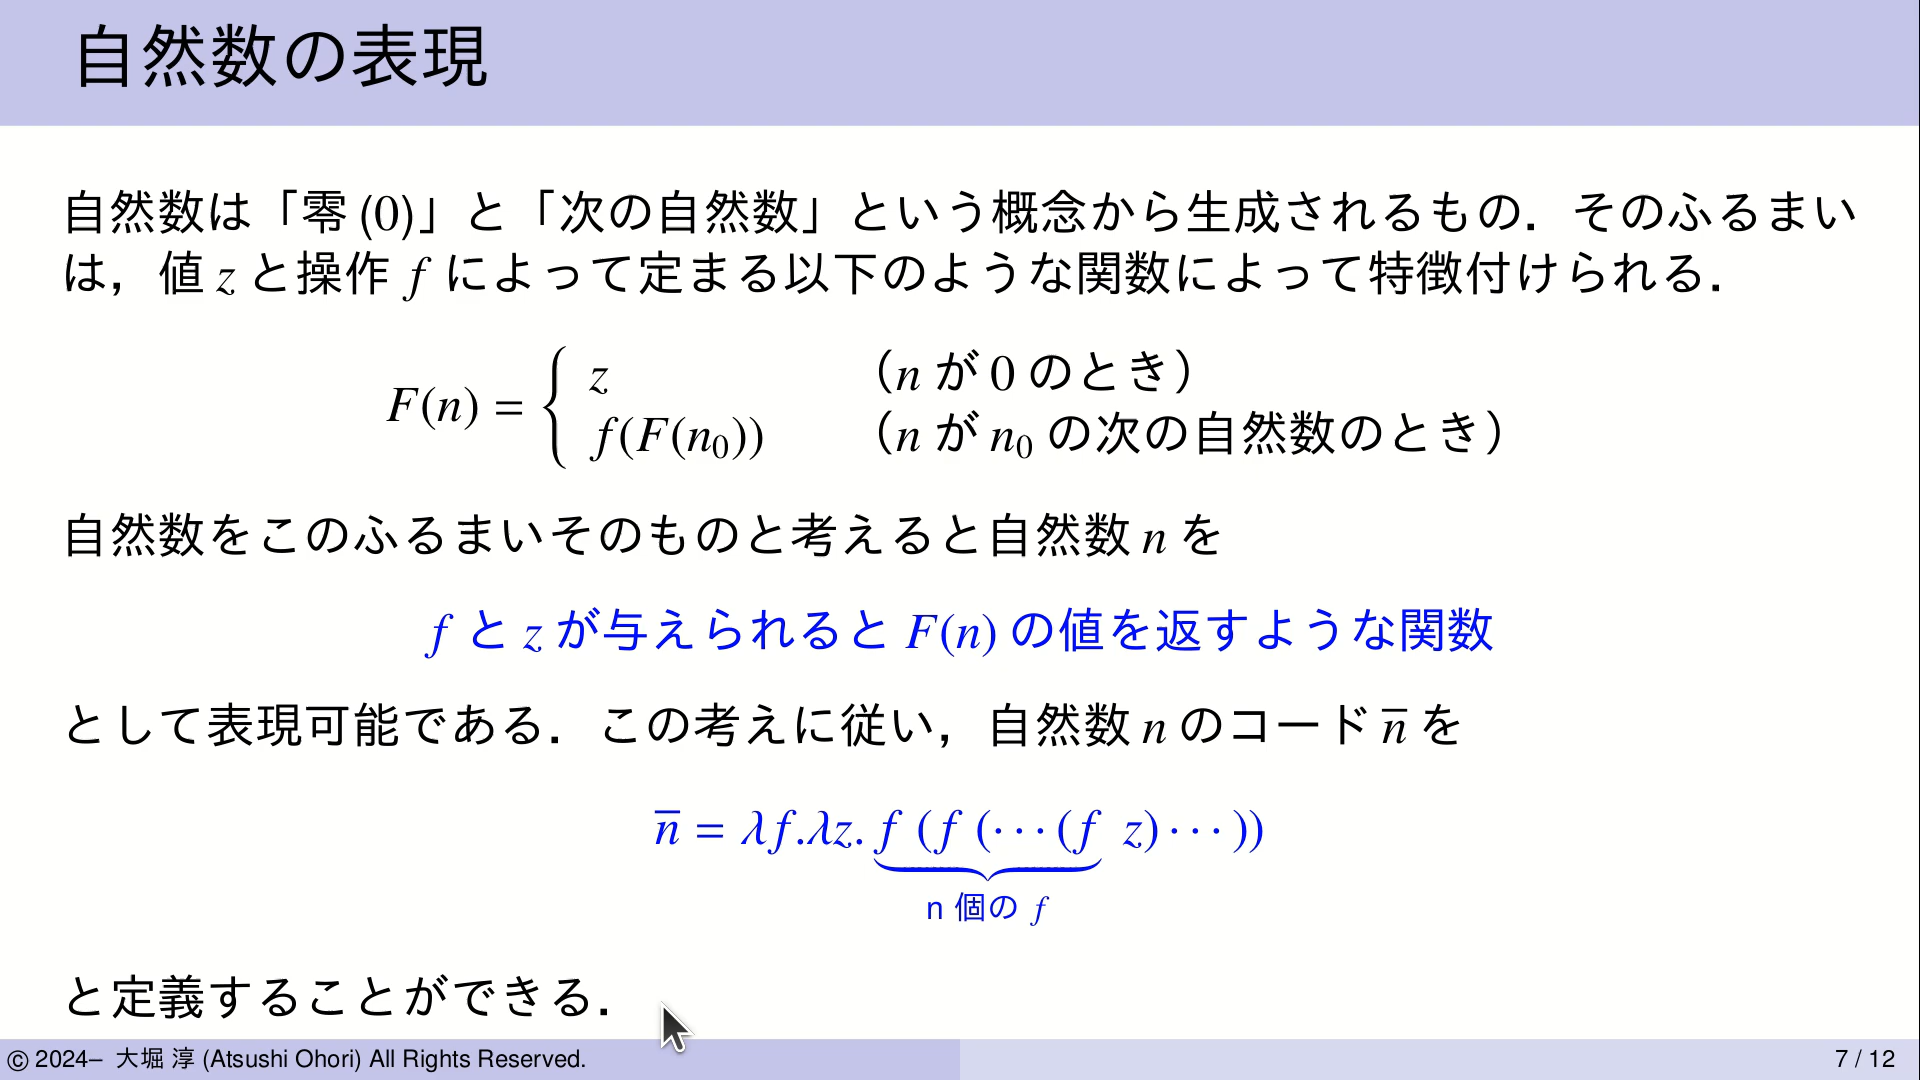 自然数の表現
自然数は「零 (0)」と「次の自然数」という概念から生成されるもの．そのふるまい
は，値 z と操作 f によって定まる以下のような関数によって特徴付けられる．
F(n) = { z （n が 0 のとき）
f(F(n₀)) （n が n₀ の次の自然数のとき）
自然数をこのふるまいそのものと考えると自然数 n を
f と z が与えられると F(n) の値を返すような関数
として表現可能である．この考えに従い，自然数 n のコード n̅ を
n̅ = λf.λz. f (f (⋯(f z)⋯))
n 個の f
と定義することができる．
© 2024– 大堀 淳 (Atsushi Ohori) All Rights Reserved.
7 / 12